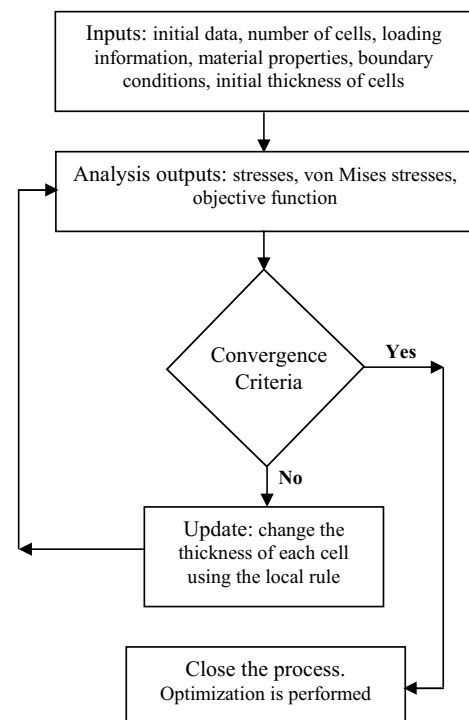 Inputs: initial data, number of cells, loading
information, material properties, boundary
conditions, initial thickness of cells
Analysis outputs: stresses, von Mises stresses,
objective function
Convergence
Criteria
Yes
No
Update: change the
thickness of each cell
using the local rule
Close the process.
Optimization is performed